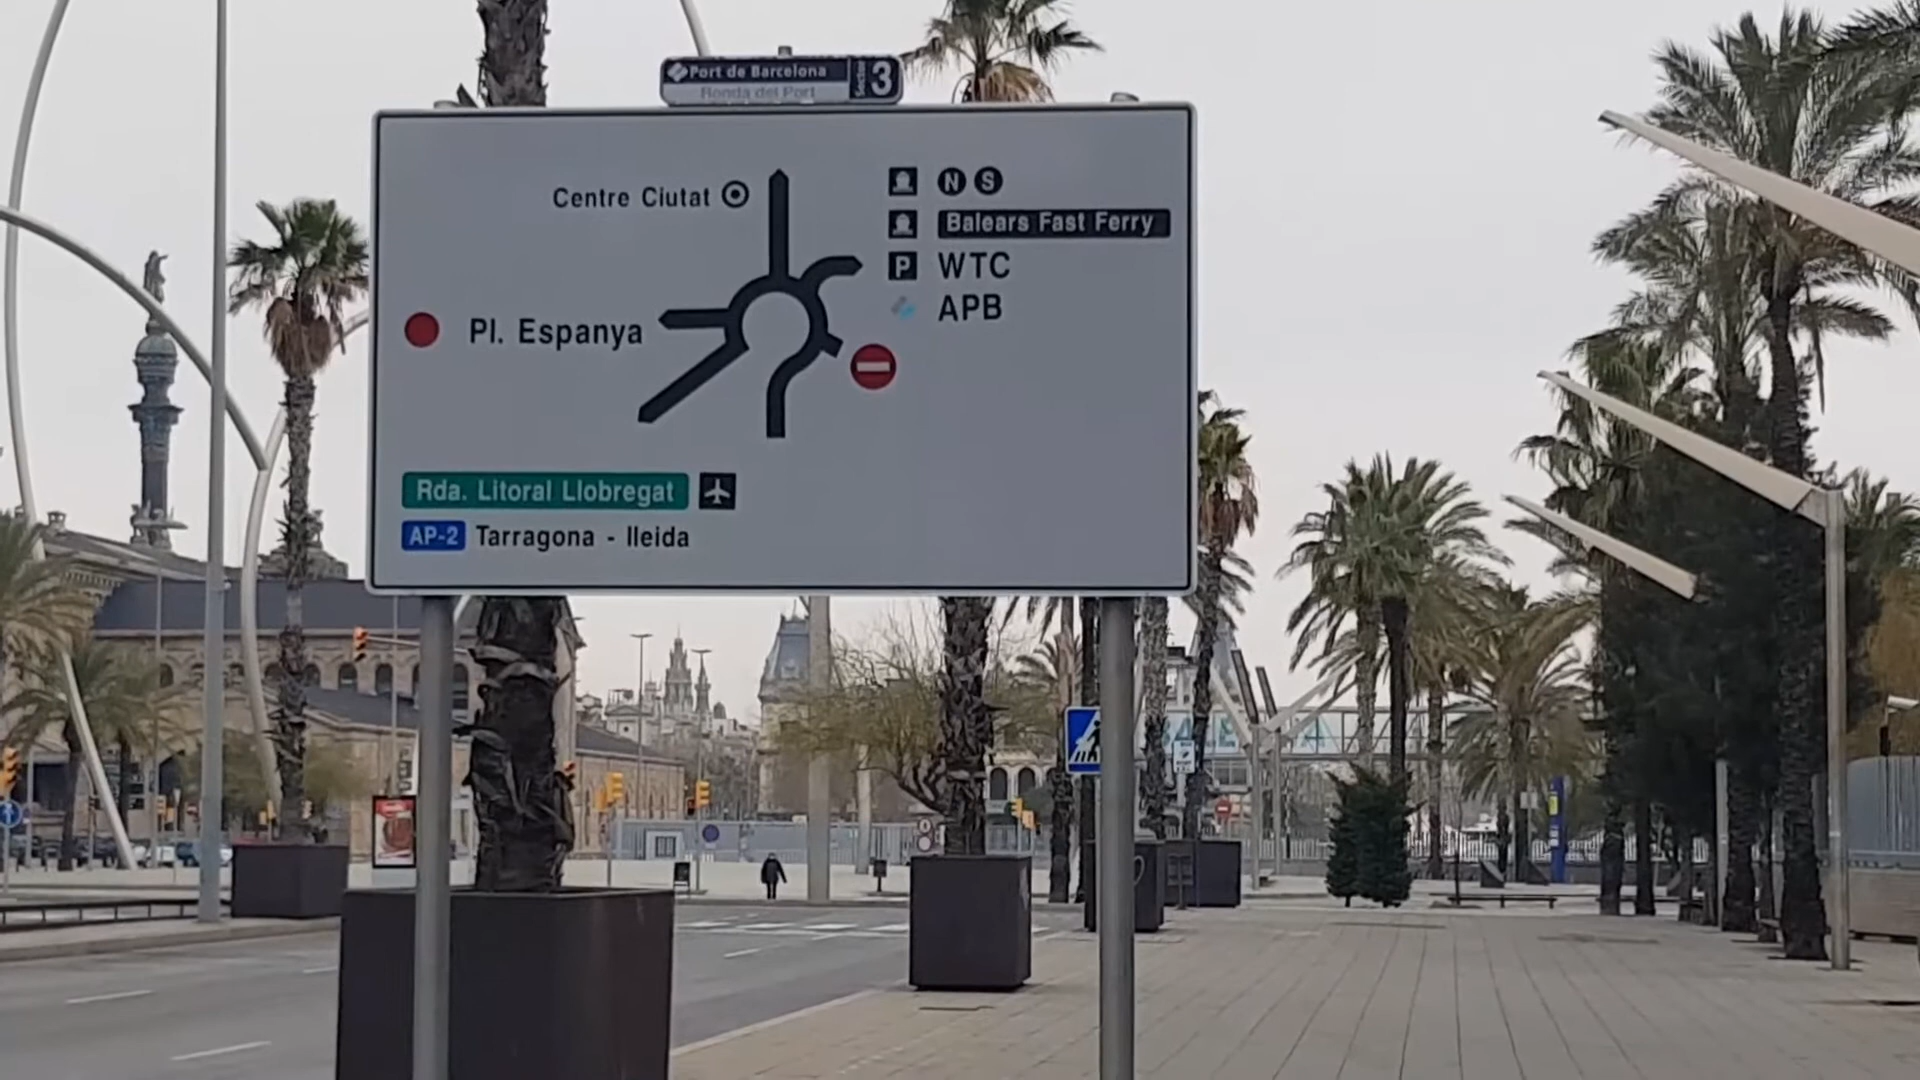 Port de Barcelona
Ronda del Port
Sector 3
Centre Ciutat
N S
Balears Fast Ferry
P WTC
APB
Pl. Espanya
Rda. Litoral Llobregat
AP-2 Tarragona - lleida